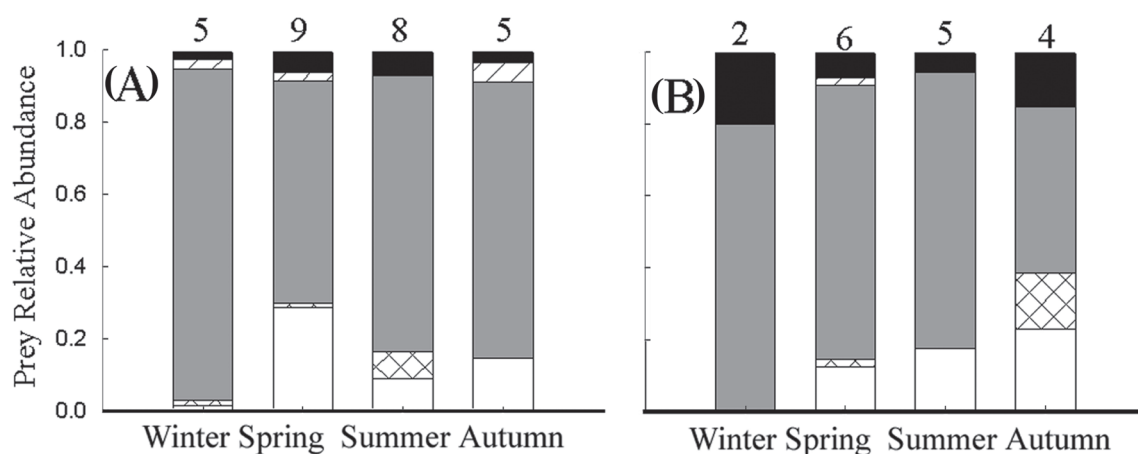 5 9 8 5
2 6 5 4
1.0
0.8
0.6
0.4
0.2
0.0
Prey Relative Abundance
(A)
(B)
Winter Spring Summer Autumn
Winter Spring Summer Autumn